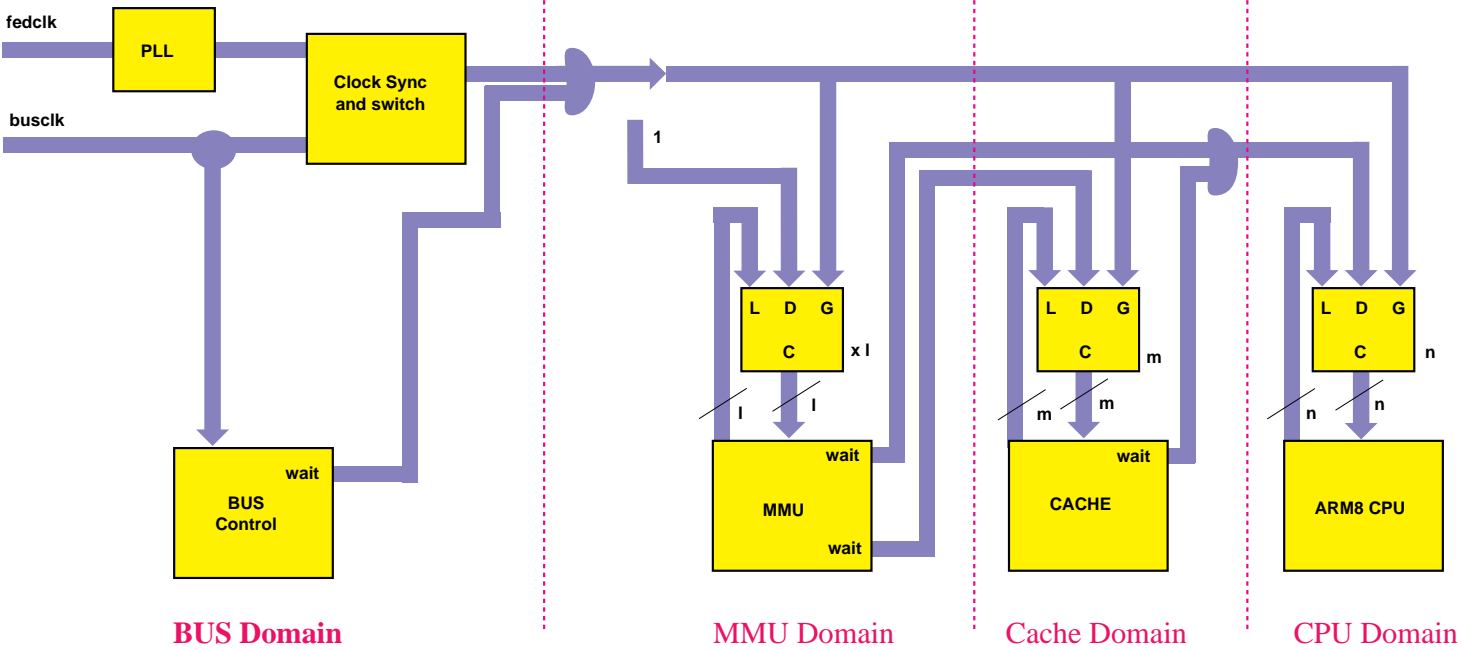 fedclk
PLL
Clock Sync
and switch
busclk
1
L D G
C
x l
L D G
C
m
L D G
C
n
l
l
m
m
n
n
wait
BUS
Control
wait
MMU
wait
wait
CACHE
ARM8 CPU
BUS Domain
MMU Domain
Cache Domain
CPU Domain